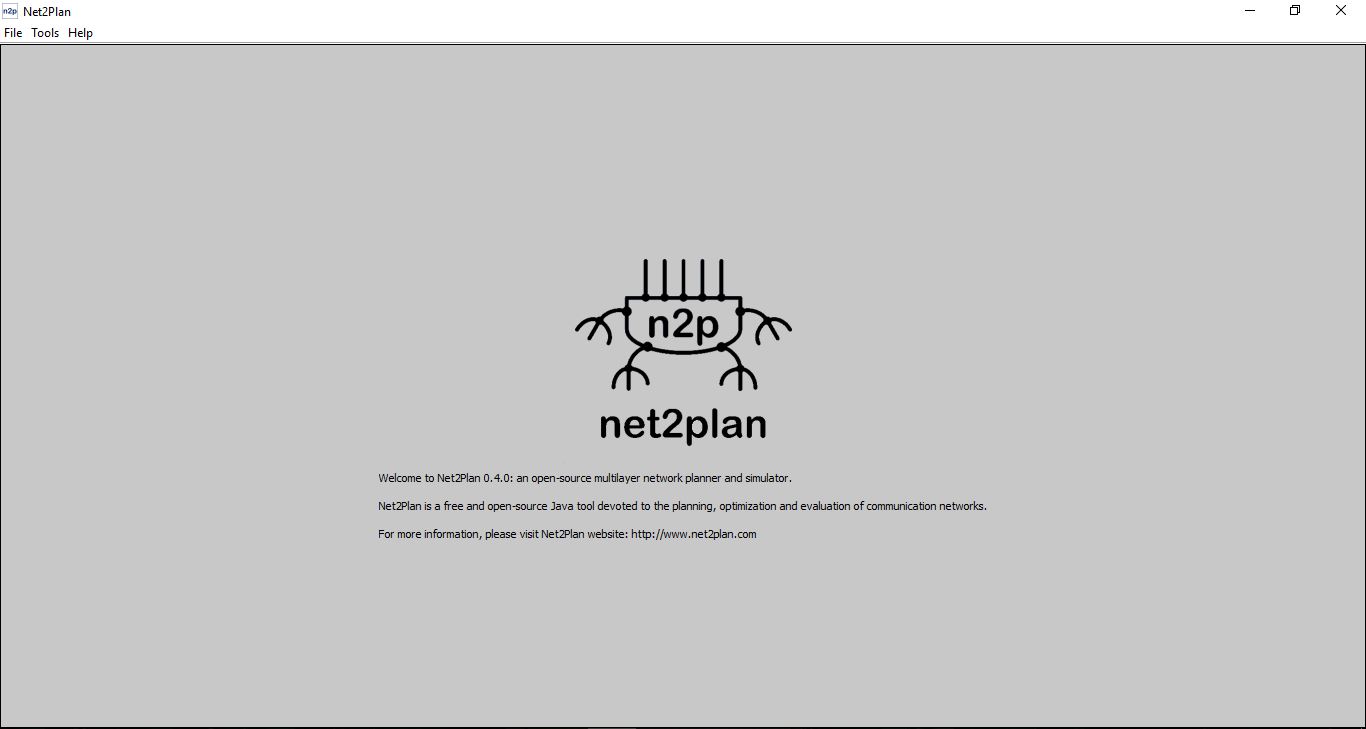 n2p Net2Plan
File Tools Help
n2p
net2plan
Welcome to Net2Plan 0.4.0: an open-source multilayer network planner and simulator.
Net2Plan is a free and open-source Java tool devoted to the planning, optimization and evaluation of communication networks.
For more information, please visit Net2Plan website: http://www.net2plan.com